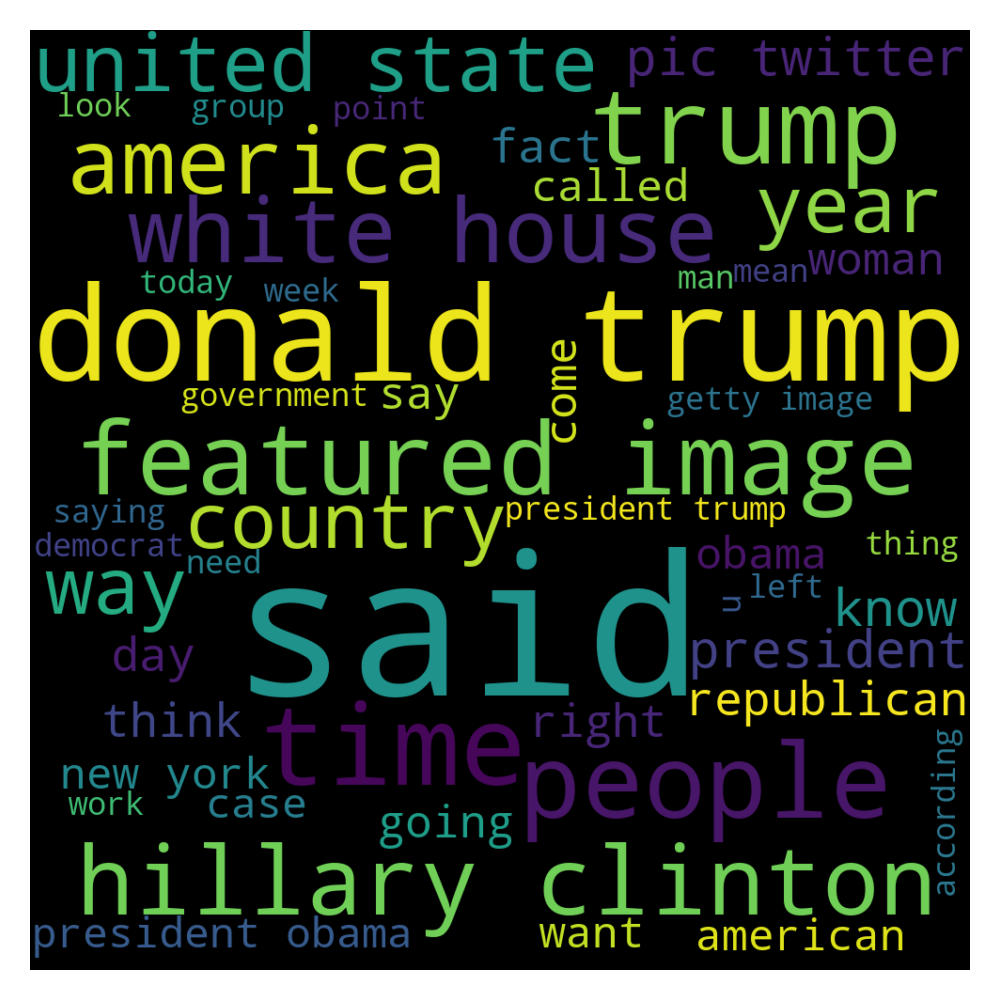 united state
pic twitter
look
group
point
trump
america
fact
called
year
white house
woman
today
week
man
mean
donald trump
come
government
say
getty image
featured image
saying
country
president trump
democrat
need
obama
thing
way
said
u
left
know
day
president
republican
think
time
right
people
according
new york
work
case
going
hillary clinton
president obama
want
american